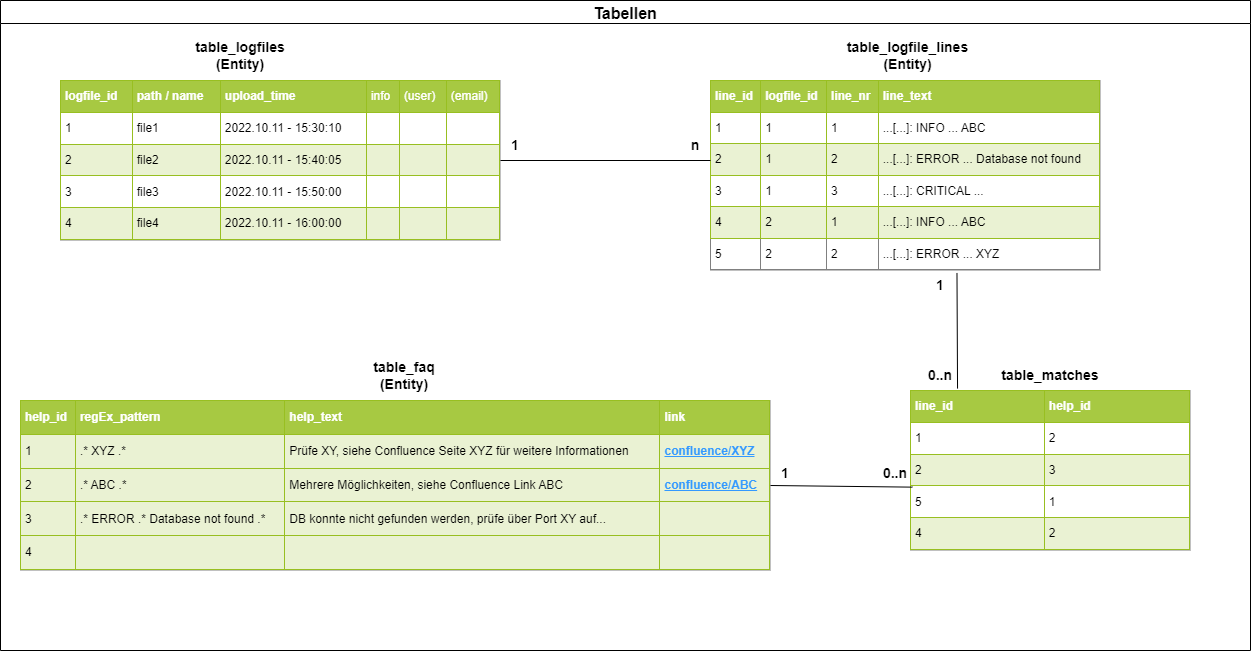 Tabellen
table_logfiles
(Entity)
logfile_id path / name upload_time info (user) (email)
1 file1 2022.10.11 - 15:30:10
2 file2 2022.10.11 - 15:40:05
3 file3 2022.10.11 - 15:50:00
4 file4 2022.10.11 - 16:00:00
1 n
table_logfile_lines
(Entity)
line_id logfile_id line_nr line_text
1 1 1 ...[...]: INFO ... ABC
2 1 2 ...[...]: ERROR ... Database not found
3 1 3 ...[...]: CRITICAL ...
4 2 1 ...[...]: INFO ... ABC
5 2 2 ...[...]: ERROR ... XYZ
1
0..n
table_faq
(Entity)
help_id regEx_pattern help_text link
1 .* XYZ .* Prüfe XY, siehe Confluence Seite XYZ für weitere Informationen confluence/XYZ
2 .* ABC .* Mehrere Möglichkeiten, siehe Confluence Link ABC confluence/ABC
3 .* ERROR .* Database not found .* DB konnte nicht gefunden werden, prüfe über Port XY auf...
4
1 0..n
table_matches
line_id help_id
1 2
2 3
5 1
4 2